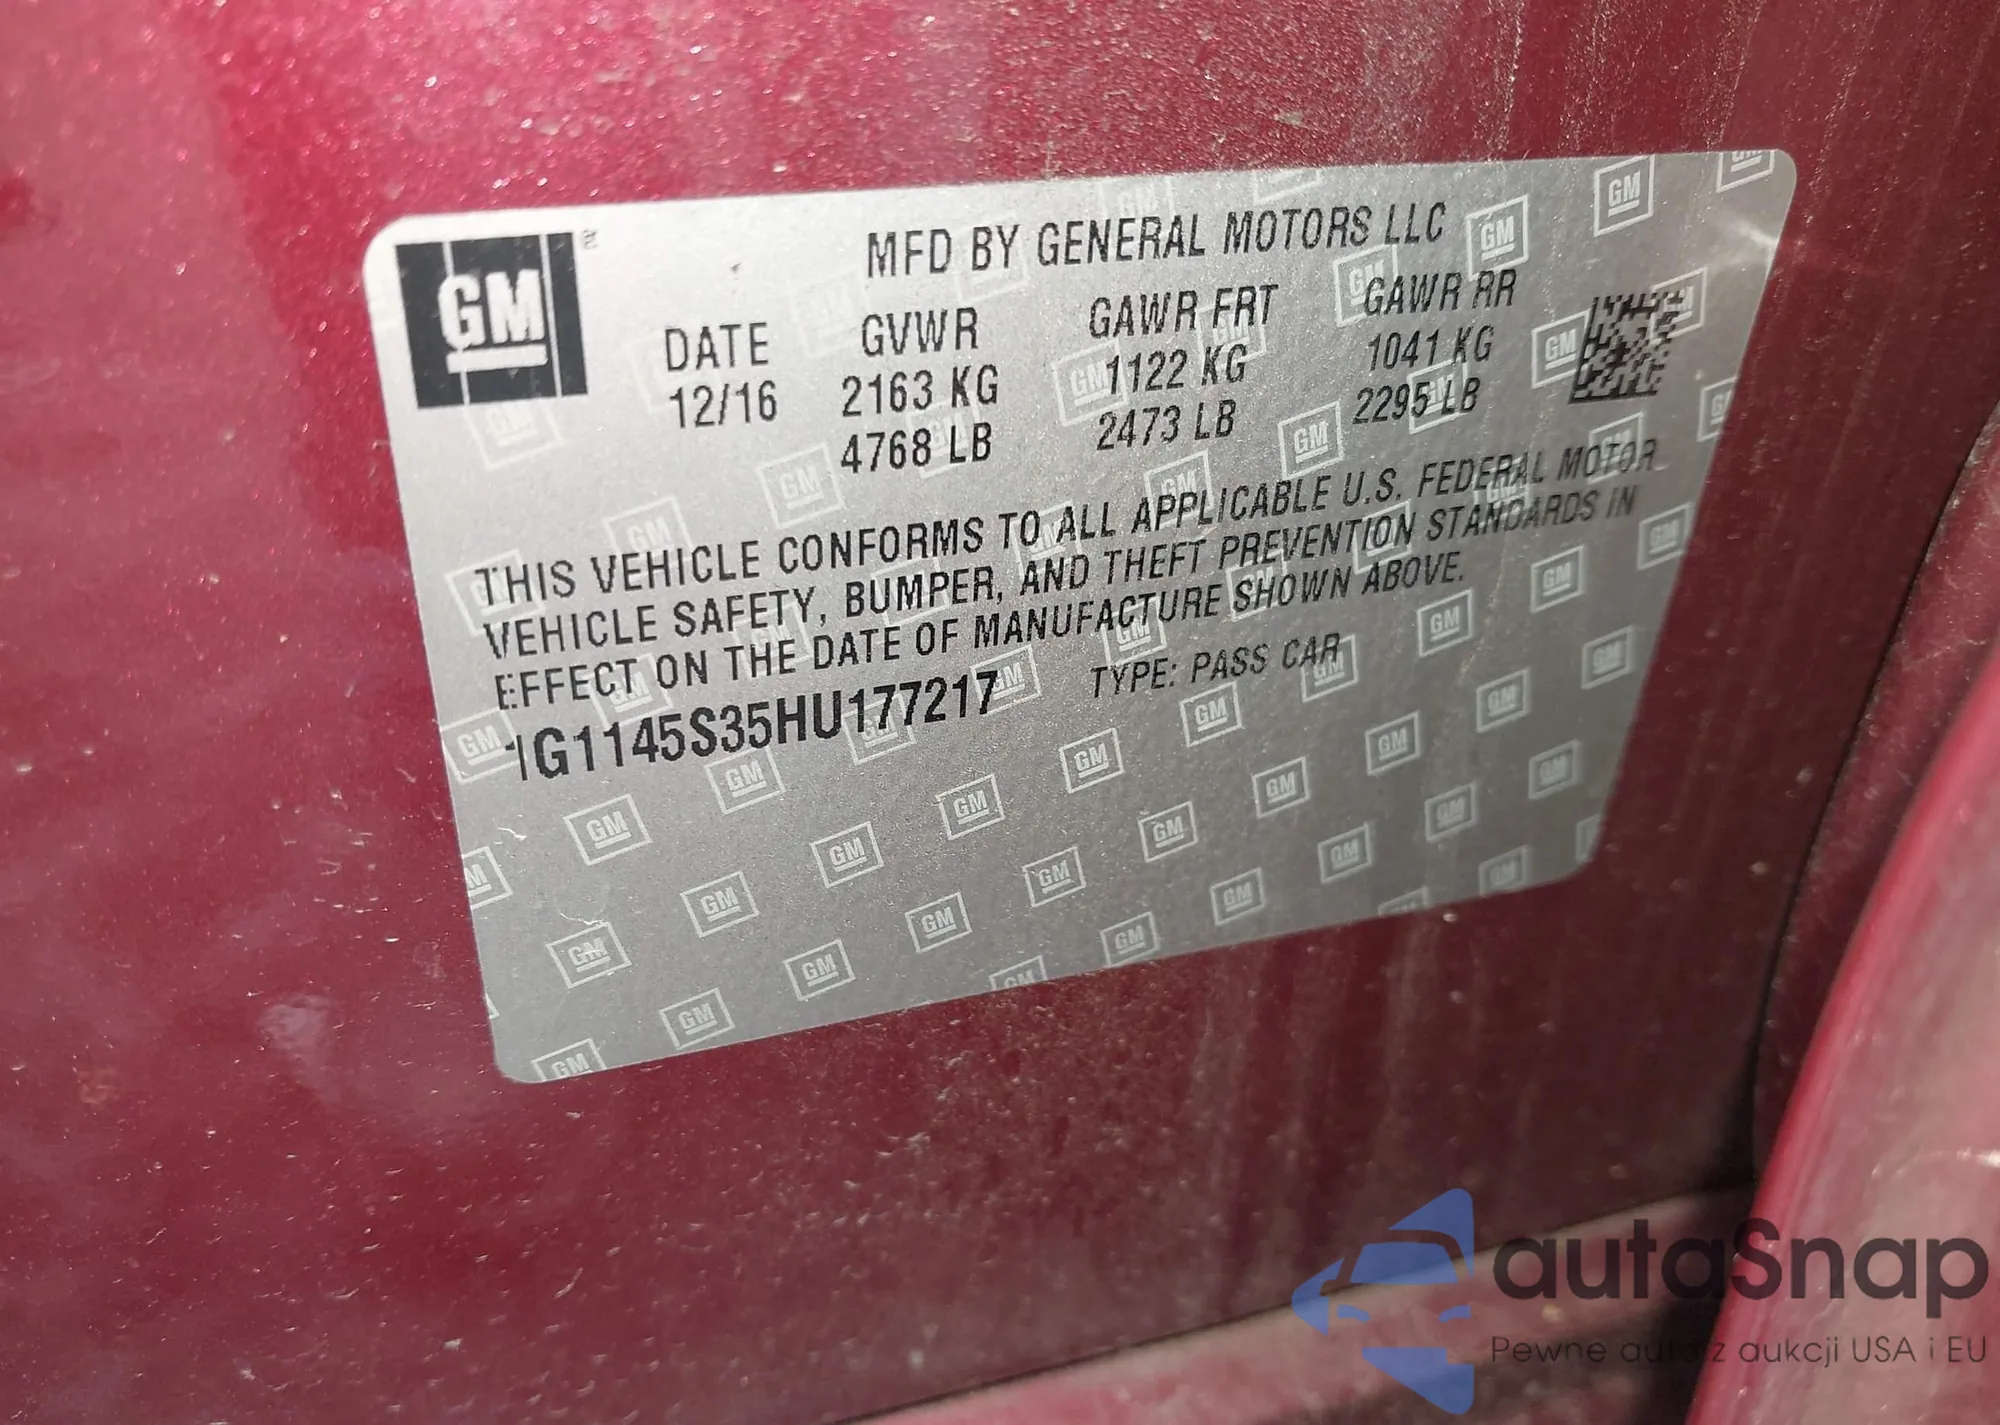 GM
MFD BY GENERAL MOTORS LLC
DATE GVWR GAWR FRT GAWR RR
12/16 2163 KG 1122 KG 1041 KG
4768 LB 2473 LB 2295 LB
THIS VEHICLE CONFORMS TO ALL APPLICABLE U.S. FEDERAL MOTOR
VEHICLE SAFETY, BUMPER, AND THEFT PREVENTION STANDARDS IN
EFFECT ON THE DATE OF MANUFACTURE SHOWN ABOVE.
1G1145S35HU177217 TYPE: PASS CAR
autaSnap
Pewne auta z aukcji USA i EU